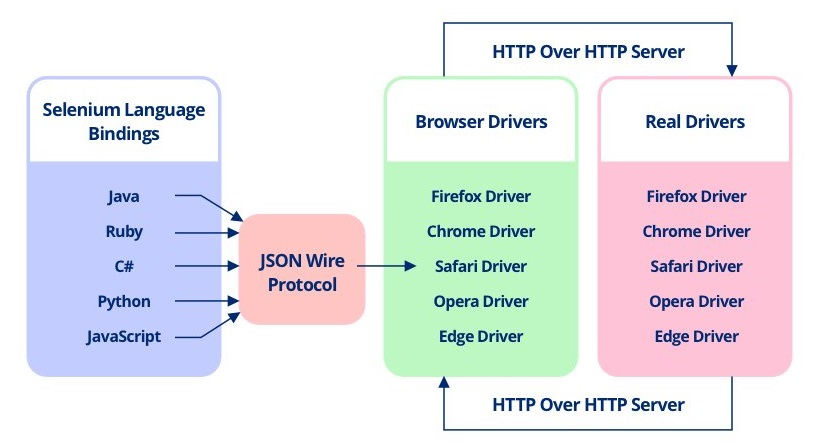 HTTP Over HTTP Server
Selenium Language
Bindings
Java
Ruby
C#
Python
JavaScript
JSON Wire
Protocol
Browser Drivers
Firefox Driver
Chrome Driver
Safari Driver
Opera Driver
Edge Driver
Real Drivers
Firefox Driver
Chrome Driver
Safari Driver
Opera Driver
Edge Driver
HTTP Over HTTP Server